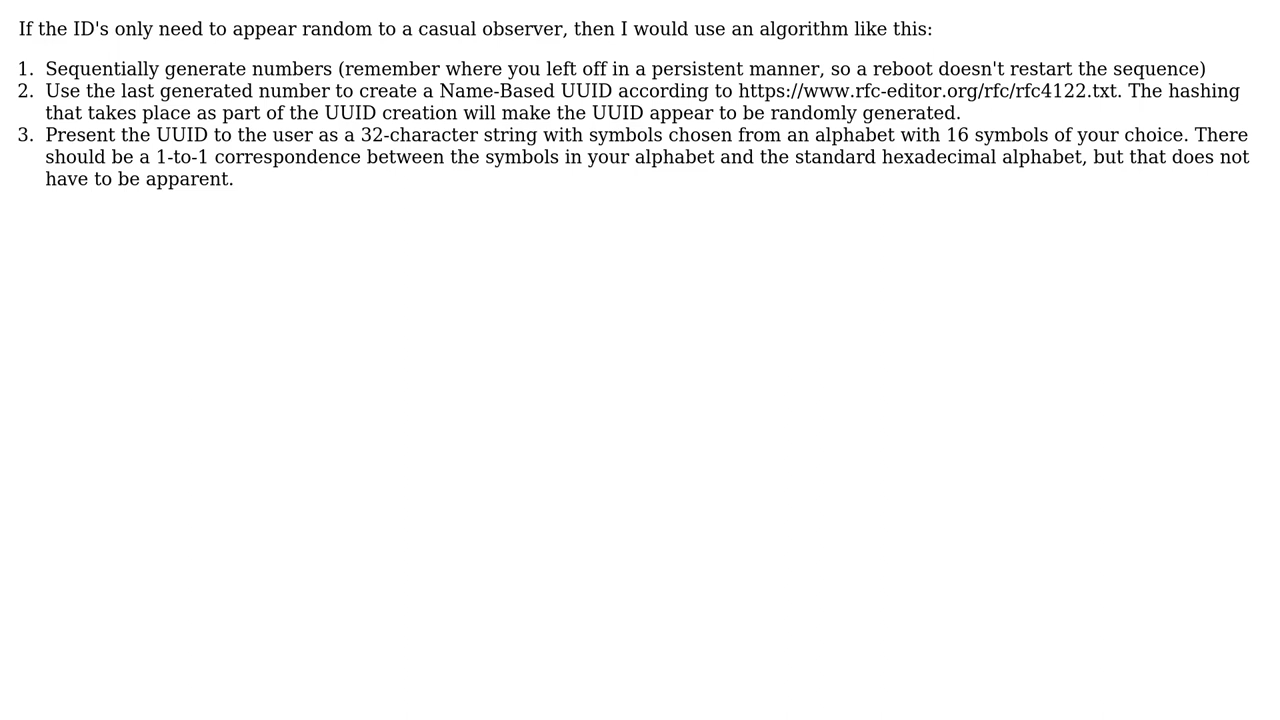 If the ID's only need to appear random to a casual observer, then I would use an algorithm like this:
1. Sequentially generate numbers (remember where you left off in a persistent manner, so a reboot doesn't restart the sequence)
2. Use the last generated number to create a Name-Based UUID according to https://www.rfc-editor.org/rfc/rfc4122.txt. The hashing
that takes place as part of the UUID creation will make the UUID appear to be randomly generated.
3. Present the UUID to the user as a 32-character string with symbols chosen from an alphabet with 16 symbols of your choice. There
should be a 1-to-1 correspondence between the symbols in your alphabet and the standard hexadecimal alphabet, but that does not
have to be apparent.